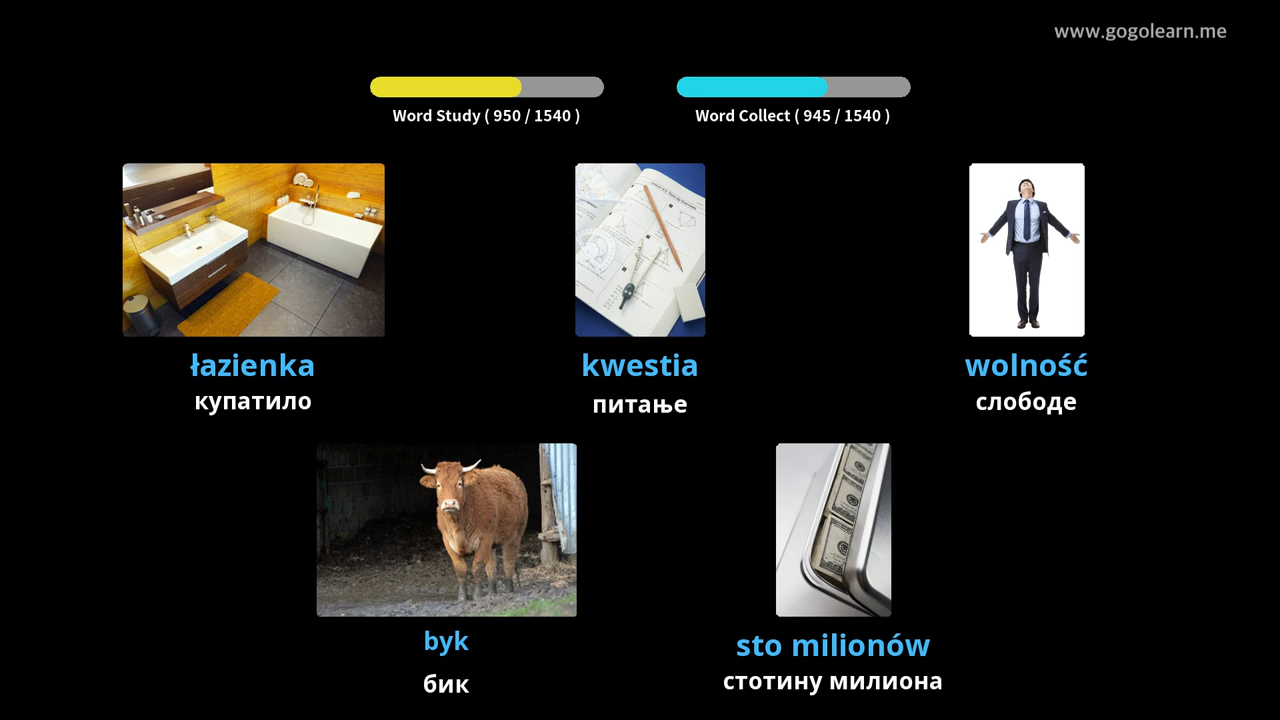 www.gogolearn.me
Word Study ( 950 / 1540 )
Word Collect ( 945 / 1540 )
łazienka
купатило
kwestia
питање
wolność
слободе
byk
бик
sto milionów
стотину милиона